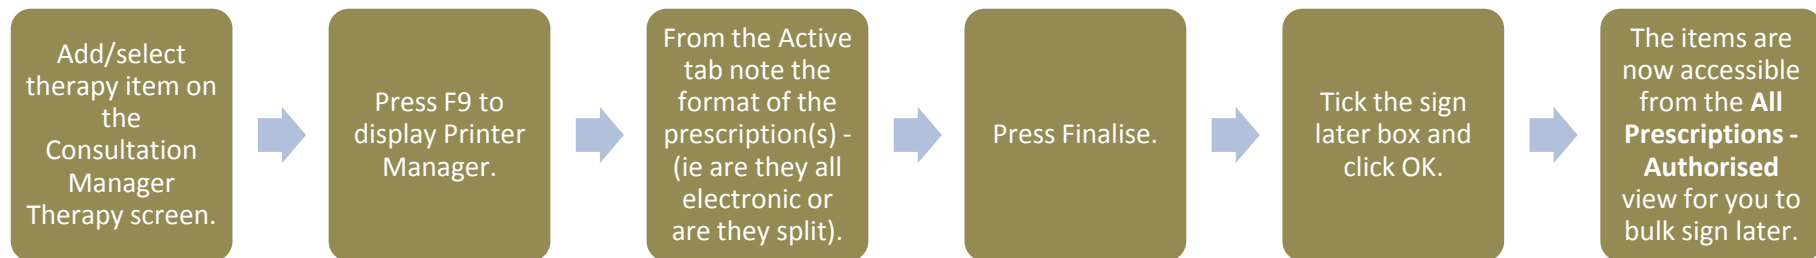 Add/select
therapy item on
the
Consultation
Manager
Therapy screen.
Press F9 to
display Printer
Manager.
From the Active
tab note the
format of the
prescription(s) -
(ie are they all
electronic or
are they split).
Press Finalise.
Tick the sign
later box and
click OK.
The items are
now accessible
from the All
Prescriptions -
Authorised
view for you to
bulk sign later.